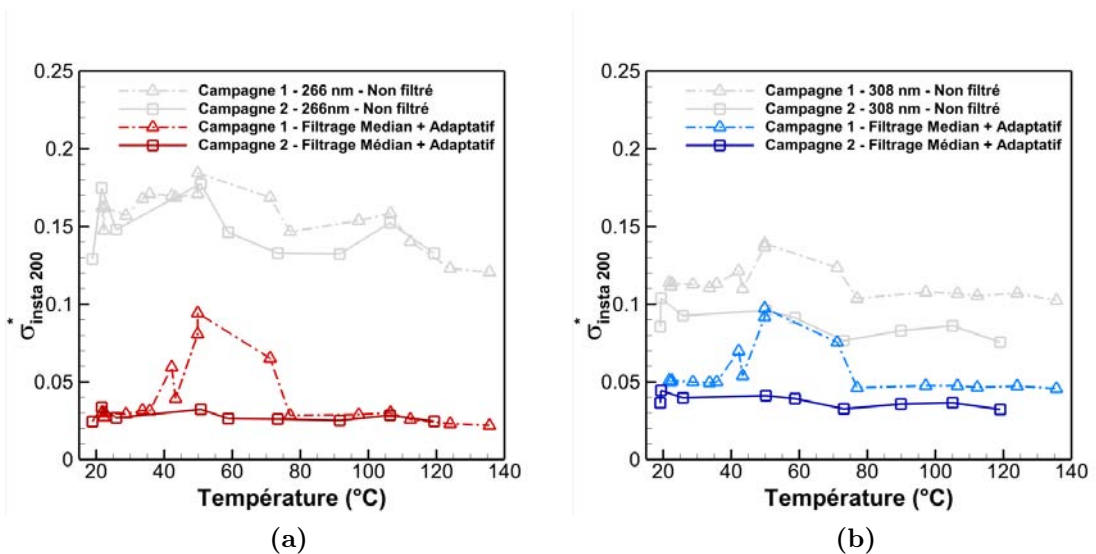 0.25
0.2
0.15
0.1
0.05
0
σ*insta 200
Campagne 1 - 266 nm - Non filtré
Campagne 2 - 266nm - Non filtré
Campagne 1 - Filtrage Median + Adaptatif
Campagne 2 - Filtrage Médian + Adaptatif
20 40 60 80 100 120 140
Température (°C)
(a)
0.25
0.2
0.15
0.1
0.05
0
σ*insta 200
Campagne 1 - 308 nm - Non filtré
Campagne 2 - 308 nm - Non filtré
Campagne 1 - Filtrage Median + Adaptatif
Campagne 2 - Filtrage Médian + Adaptatif
20 40 60 80 100 120 140
Température (°C)
(b)